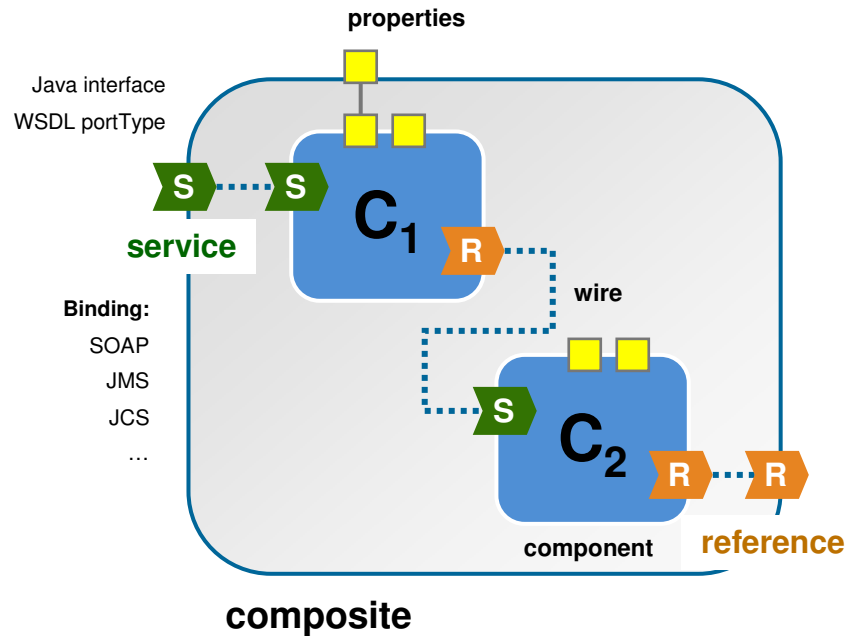 properties
Java interface
WSDL portType
S
S
C1
service
R
Binding:
wire
SOAP
JMS
JCS
...
S
C2
R
R
component
reference
composite